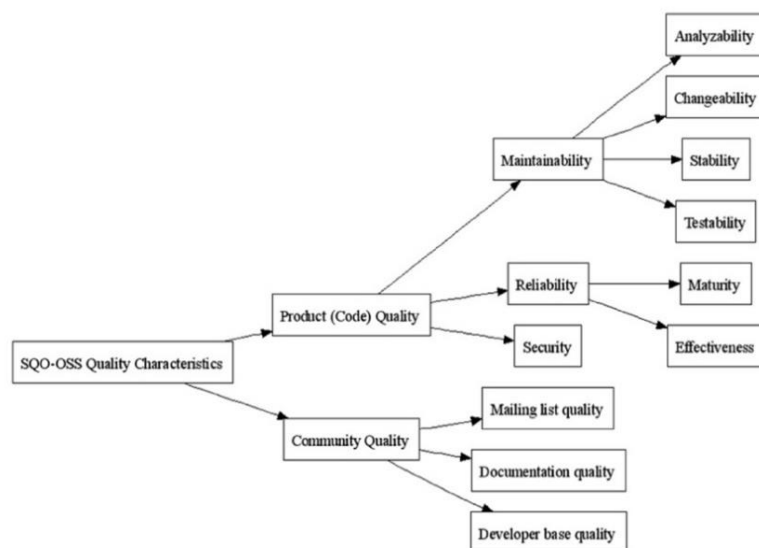 Analyzability
Changeability
Maintainability
Stability
Testability
Product (Code) Quality
Reliability
Maturity
Security
Effectiveness
SQO-OSS Quality Characteristics
Mailing list quality
Community Quality
Documentation quality
Developer base quality